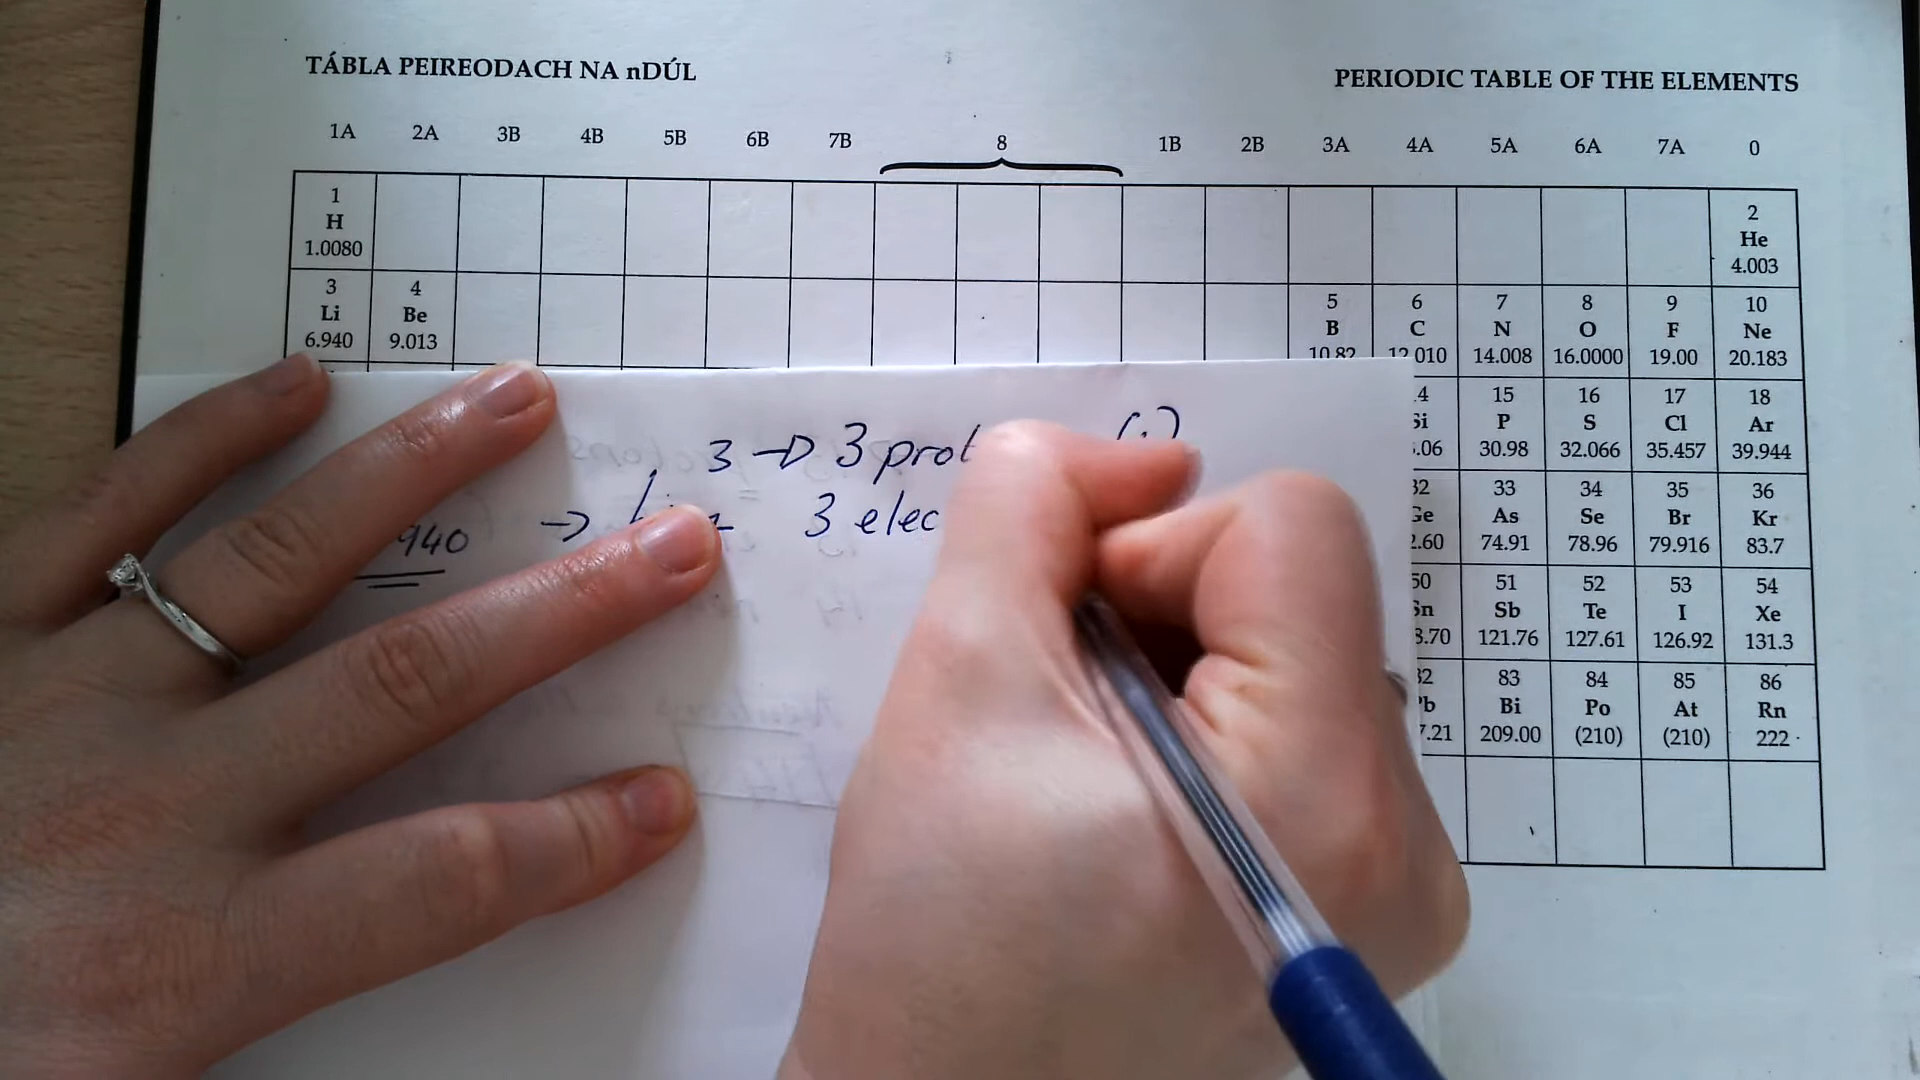 TÁBLA PEIREODACH NA nDÚL
PERIODIC TABLE OF THE ELEMENTS
1A 2A 3B 4B 5B 6B 7B 8 1B 2B 3A 4A 5A 6A 7A 0
1 2
H He
1.0080 4.003
3 4 5 6 7 8 9 10
Li Be B C N O F Ne
6.940 9.013 10.82 12.010 14.008 16.0000 19.00 20.183
15 16 17 18
P S Cl Ar
30.98 32.066 35.457 39.944
33 34 35 36
As Se Br Kr
74.91 78.96 79.916 83.7
51 52 53 54
Sb Te I Xe
121.76 127.61 126.92 131.3
83 84 85 86
Bi Po At Rn
209.00 (210) (210) 222
3 → 3 prot
940 → 3 elec